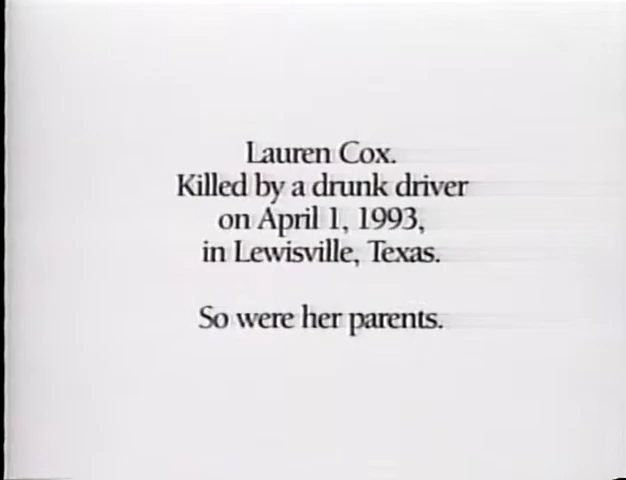 Lauren Cox.
Killed by a drunk driver
on April 1, 1993,
in Lewisville, Texas.
So were her parents.